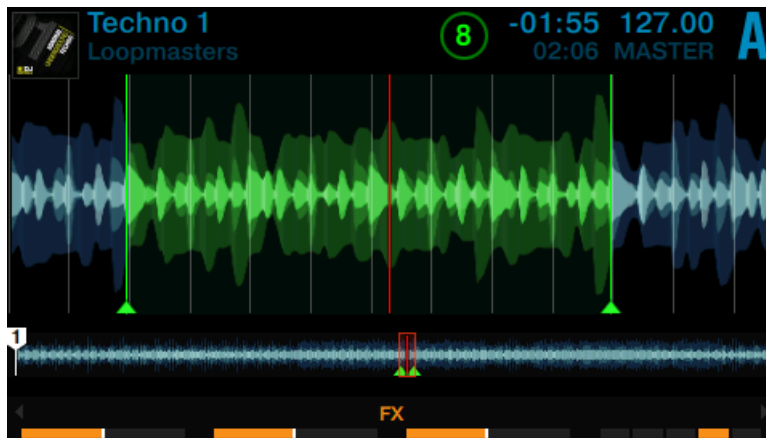 Techno 1
Loopmasters
8
-01:55 127.00
02:06 MASTER
A
1
FX